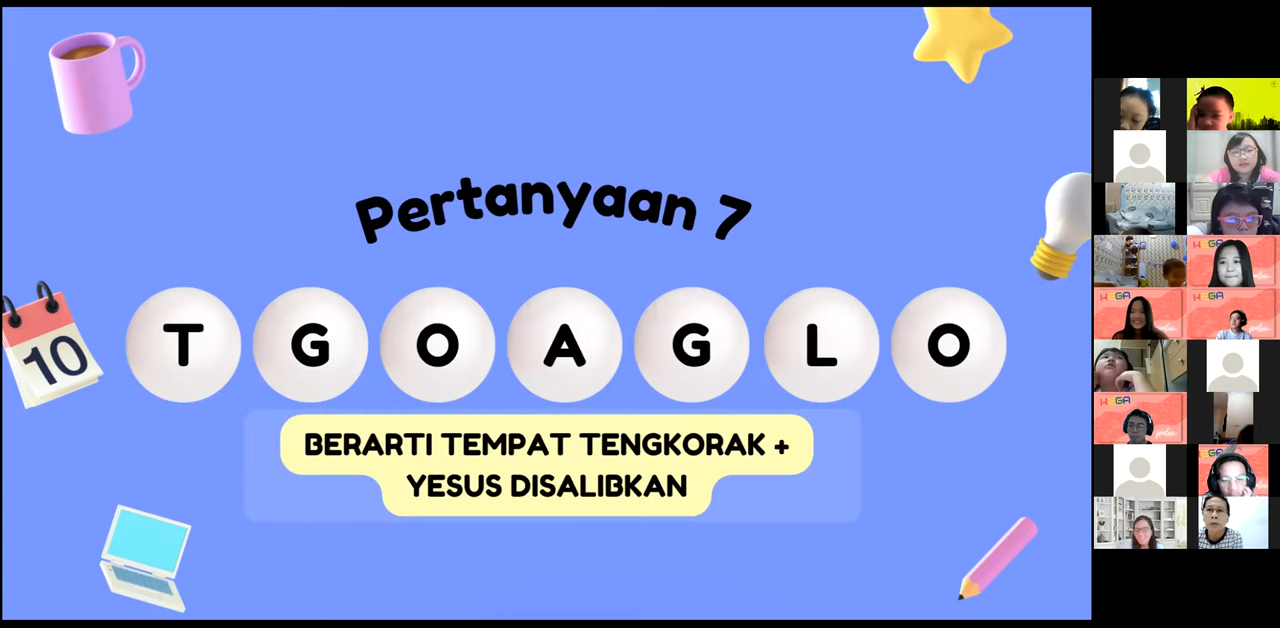 Pertanyaan 7
T G O A G L O
BERARTI TEMPAT TENGKORAK +
YESUS DISALIBKAN
10